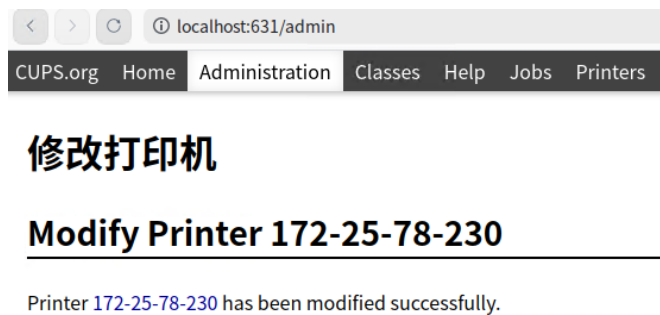 localhost:631/admin
CUPS.org Home Administration Classes Help Jobs Printers
修改打印机
Modify Printer 172-25-78-230
Printer 172-25-78-230 has been modified successfully.